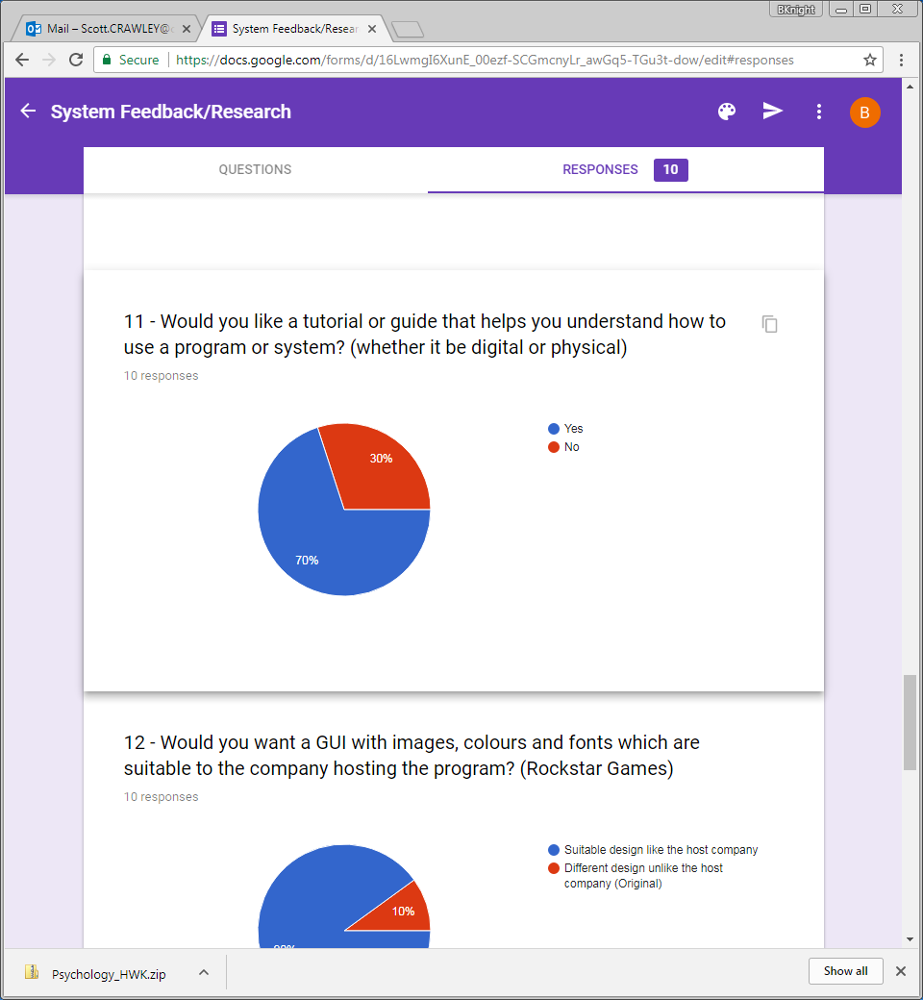 BKnight
Mail – Scott.CRAWLEY@
System Feedback/Resear
Secure
https://docs.google.com/forms/d/16LwmgI6XunE_00ezf-SCGmcnyLr_awGq5-TGu3t-dow/edit#responses
System Feedback/Research
B
QUESTIONS
RESPONSES 10
11 - Would you like a tutorial or guide that helps you understand how to
use a program or system? (whether it be digital or physical)
10 responses
Yes
No
30%
70%
12 - Would you want a GUI with images, colours and fonts which are
suitable to the company hosting the program? (Rockstar Games)
10 responses
Suitable design like the host company
Different design unlike the host
company (Original)
10%
Psychology_HWK.zip
Show all